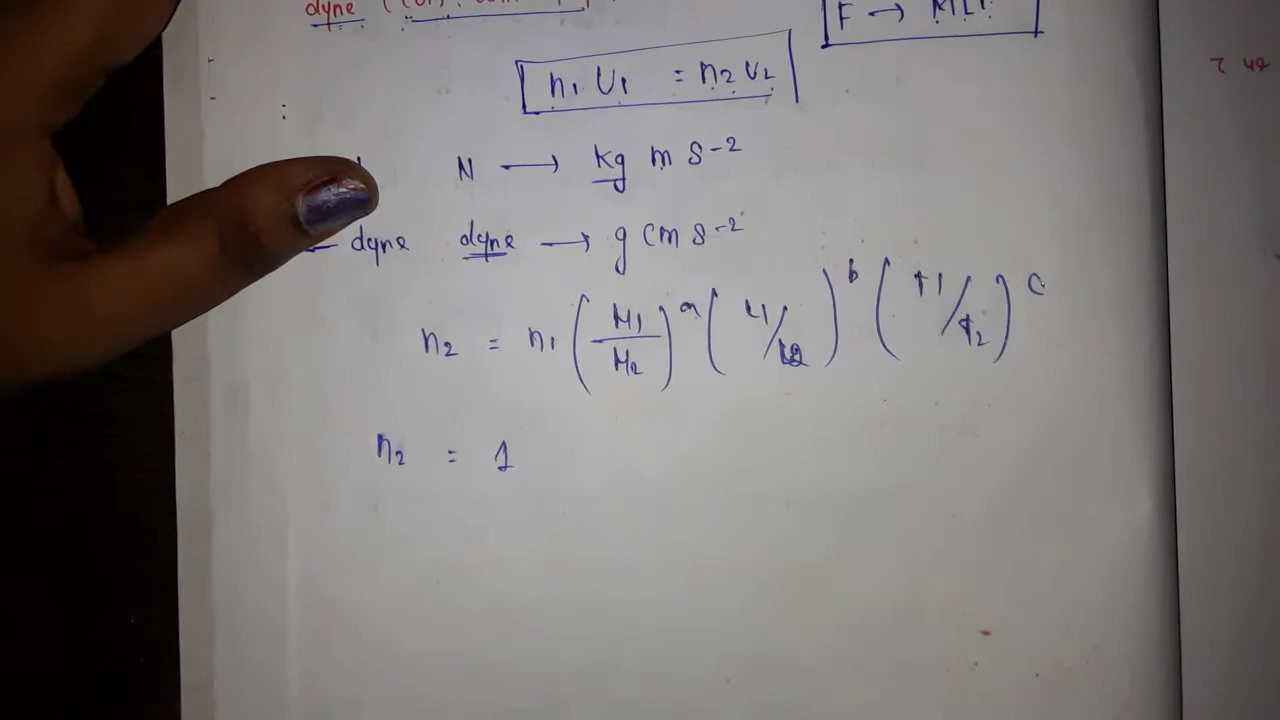 dyne
F → MLT
n1 U1 = n2 U2
N → kg m s-2
dyne dyne → g cm s-2
n2 = n1 (M1/M2)a (L1/L2)b (T1/T2)c
n2 = 1